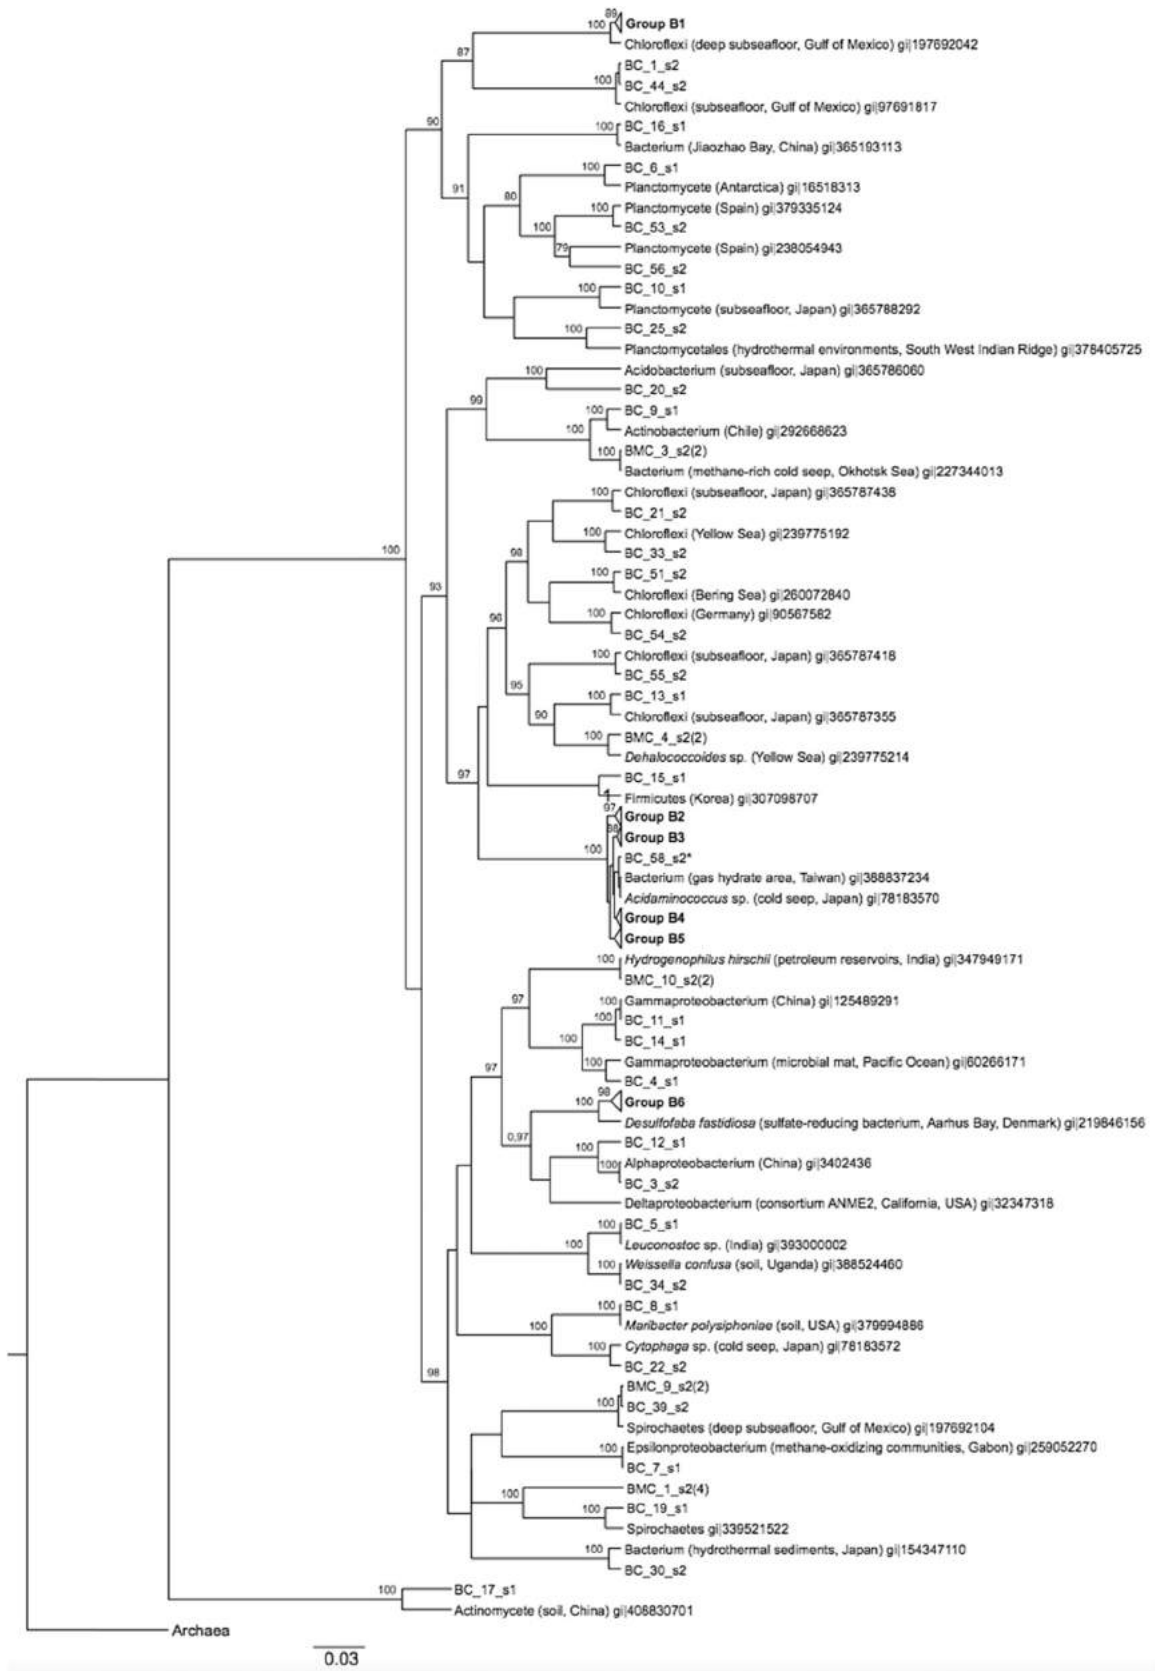 89
100
Group B1
Chloroflexi (deep subseafloor, Gulf of Mexico) gi|197692042
87
BC_1_s2
100
BC_44_s2
Chloroflexi (subseafloor, Gulf of Mexico) gi|97691817
90
100
BC_16_s1
Bacterium (Jiaozhao Bay, China) gi|365193113
100
BC_6_s1
91
80
Planctomycete (Antarctica) gi|16518313
100
Planctomycete (Spain) gi|379335124
100
BC_53_s2
79
Planctomycete (Spain) gi|238054943
BC_56_s2
100
BC_10_s1
Planctomycete (subseafloor, Japan) gi|365788292
100
BC_25_s2
Planctomycetales (hydrothermal environments, South West Indian Ridge) gi|378405725
100
Acidobacterium (subseafloor, Japan) gi|365786060
BC_20_s2
99
100
BC_9_s1
100
Actinobacterium (Chile) gi|292668623
100
BMC_3_s2(2)
Bacterium (methane-rich cold seep, Okhotsk Sea) gi|227344013
100
Chloroflexi (subseafloor, Japan) gi|365787438
BC_21_s2
100
Chloroflexi (Yellow Sea) gi|239775192
98
BC_33_s2
100
100
BC_51_s2
93
Chloroflexi (Bering Sea) gi|260072840
100
Chloroflexi (Germany) gi|90567582
90
BC_54_s2
100
Chloroflexi (subseafloor, Japan) gi|365787418
BC_55_s2
95
100
BC_13_s1
90
Chloroflexi (subseafloor, Japan) gi|365787355
100
BMC_4_s2(2)
Dehalococcoides sp. (Yellow Sea) gi|239775214
97
BC_15_s1
Firmicutes (Korea) gi|307098707
97
Group B2
88
Group B3
100
BC_58_s2*
Bacterium (gas hydrate area, Taiwan) gi|388837234
Acidaminococcus sp. (cold seep, Japan) gi|78183570
Group B4
Group B5
100
Hydrogenophilus hirschii (petroleum reservoirs, India) gi|347949171
BMC_10_s2(2)
97
100
Gammaproteobacterium (China) gi|125489291
100
BC_11_s1
100
BC_14_s1
100
Gammaproteobacterium (microbial mat, Pacific Ocean) gi|60266171
97
BC_4_s1
98
100
Group B6
Desulfofaba fastidiosa (sulfate-reducing bacterium, Aarhus Bay, Denmark) gi|219846156
0,97
100
BC_12_s1
100
Alphaproteobacterium (China) gi|3402436
BC_3_s2
Deltaproteobacterium (consortium ANME2, California, USA) gi|32347318
100
BC_5_s1
100
Leuconostoc sp. (India) gi|393000002
100
Weissella confusa (soil, Uganda) gi|388524460
BC_34_s2
100
BC_8_s1
100
Maribacter polysiphoniae (soil, USA) gi|379994886
100
Cytophaga sp. (cold seep, Japan) gi|78183572
BC_22_s2
98
BMC_9_s2(2)
100
BC_39_s2
Spirochaetes (deep subseafloor, Gulf of Mexico) gi|197692104
100
Epsilonproteobacterium (methane-oxidizing communities, Gabon) gi|259052270
BC_7_s1
100
BMC_1_s2(4)
100
BC_19_s1
Spirochaetes gi|339521522
100
Bacterium (hydrothermal sediments, Japan) gi|154347110
BC_30_s2
100
BC_17_s1
Actinomycete (soil, China) gi|408830701
Archaea
0.03